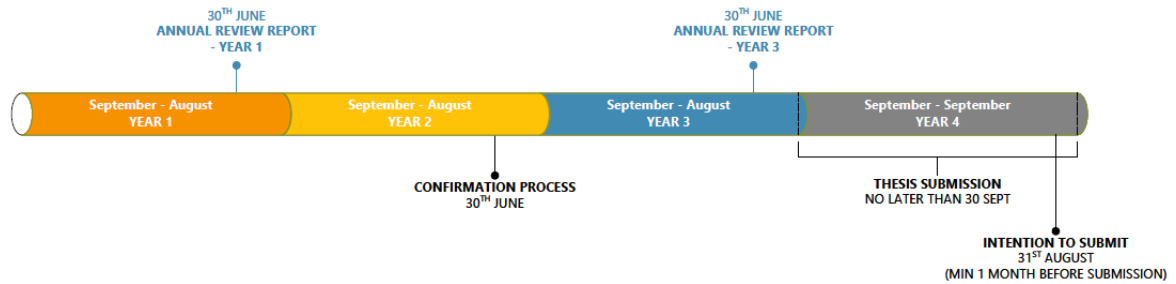 30TH JUNE
ANNUAL REVIEW REPORT
- YEAR 1
30TH JUNE
ANNUAL REVIEW REPORT
- YEAR 3
September - August
YEAR 1
September - August
YEAR 2
September - August
YEAR 3
September - September
YEAR 4
CONFIRMATION PROCESS
30TH JUNE
THESIS SUBMISSION
NO LATER THAN 30 SEPT
INTENTION TO SUBMIT
31ST AUGUST
(MIN 1 MONTH BEFORE SUBMISSION)